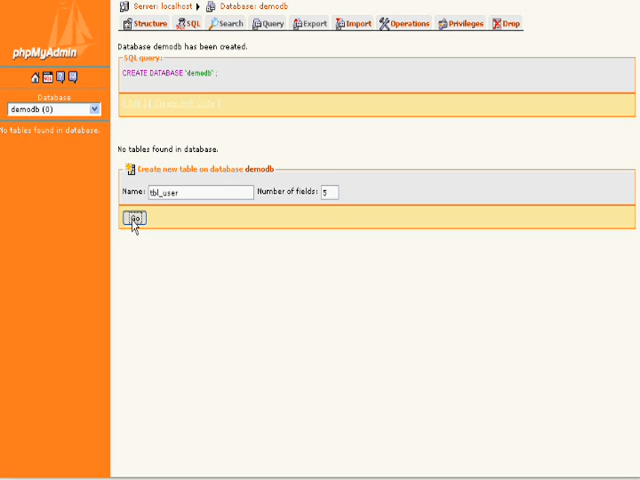 phpMyAdmin
Database
demodb (0)
No tables found in database.
Server: localhost Database: demodb
Structure SQL Search Query Export Import Operations Privileges Drop
Database demodb has been created.
SQL query:
CREATE DATABASE `demodb` ;
No tables found in database.
Create new table on database demodb
Name: tbl_user Number of fields: 5
Go